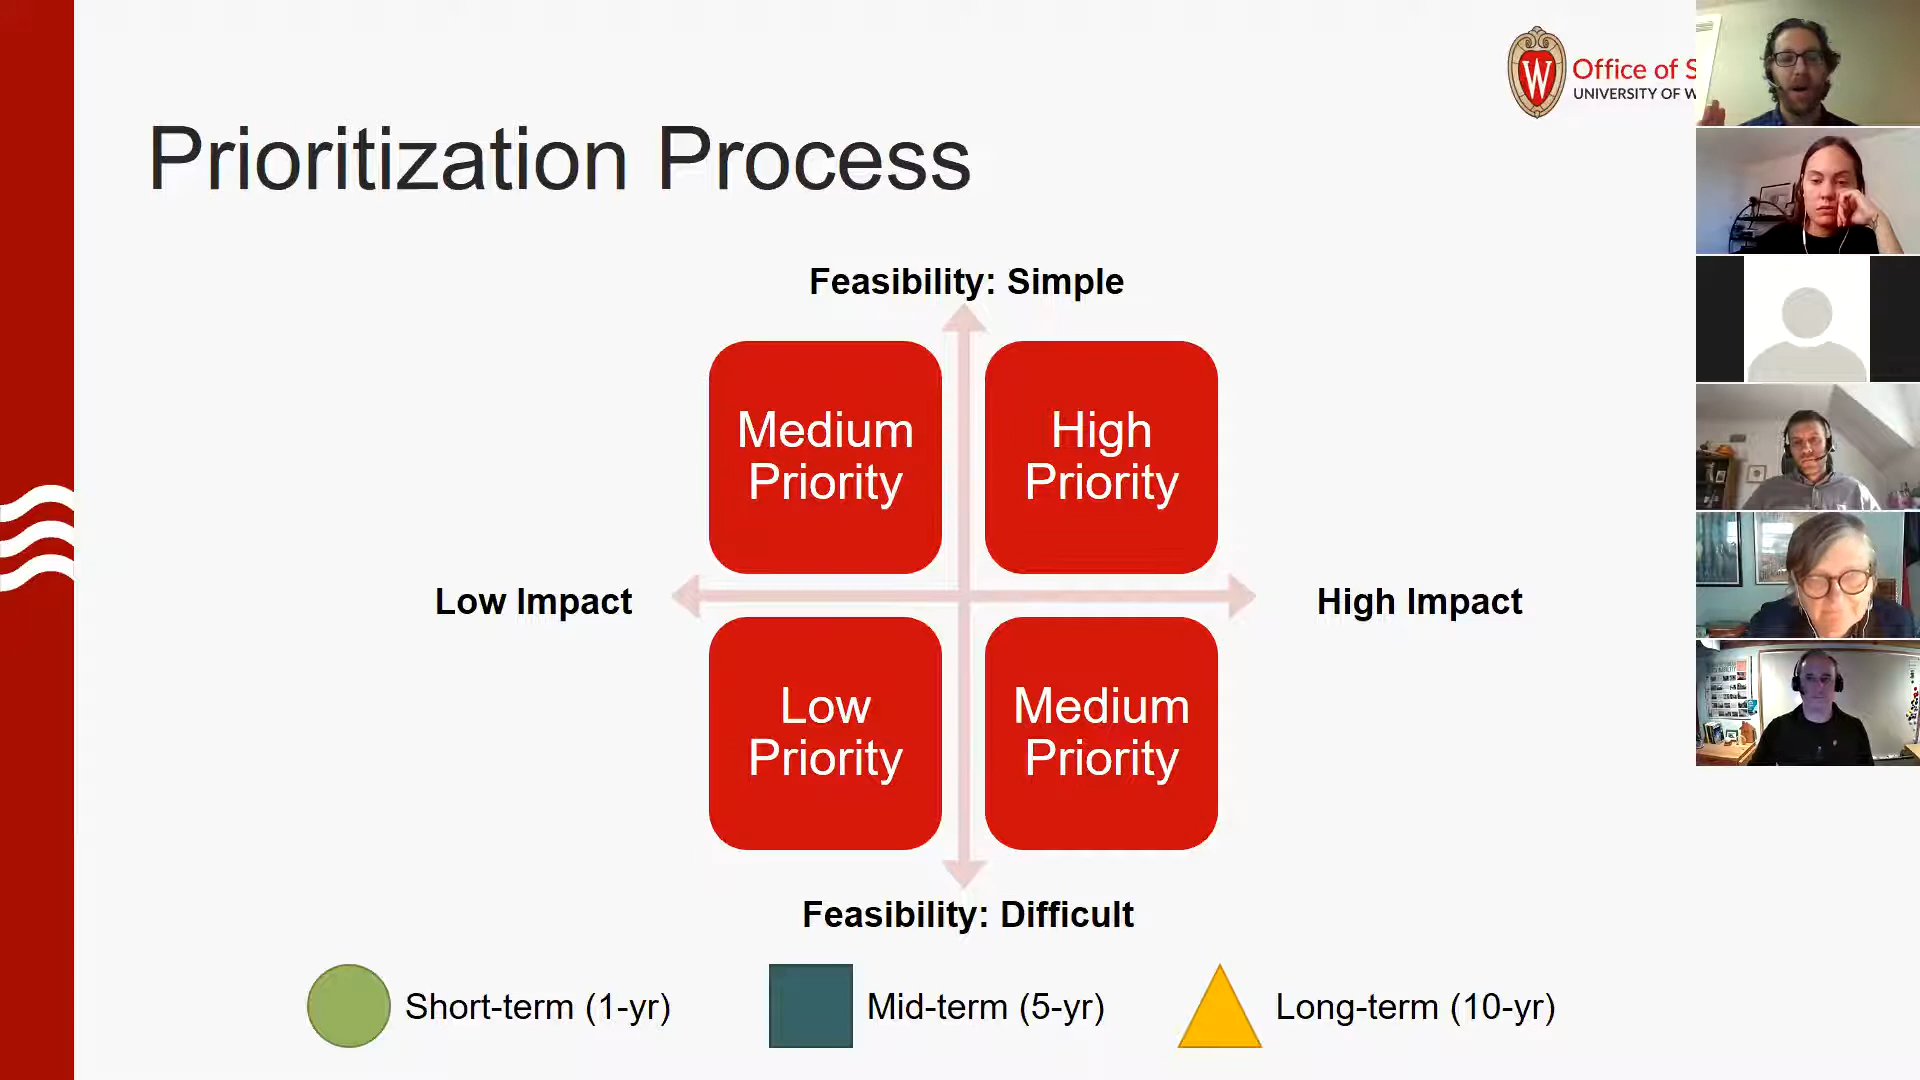 Office of
UNIVERSITY OF
W
Prioritization Process
Feasibility: Simple
Medium
Priority
High
Priority
Low Impact
High Impact
Low
Priority
Medium
Priority
Feasibility: Difficult
Short-term (1-yr)
Mid-term (5-yr)
Long-term (10-yr)